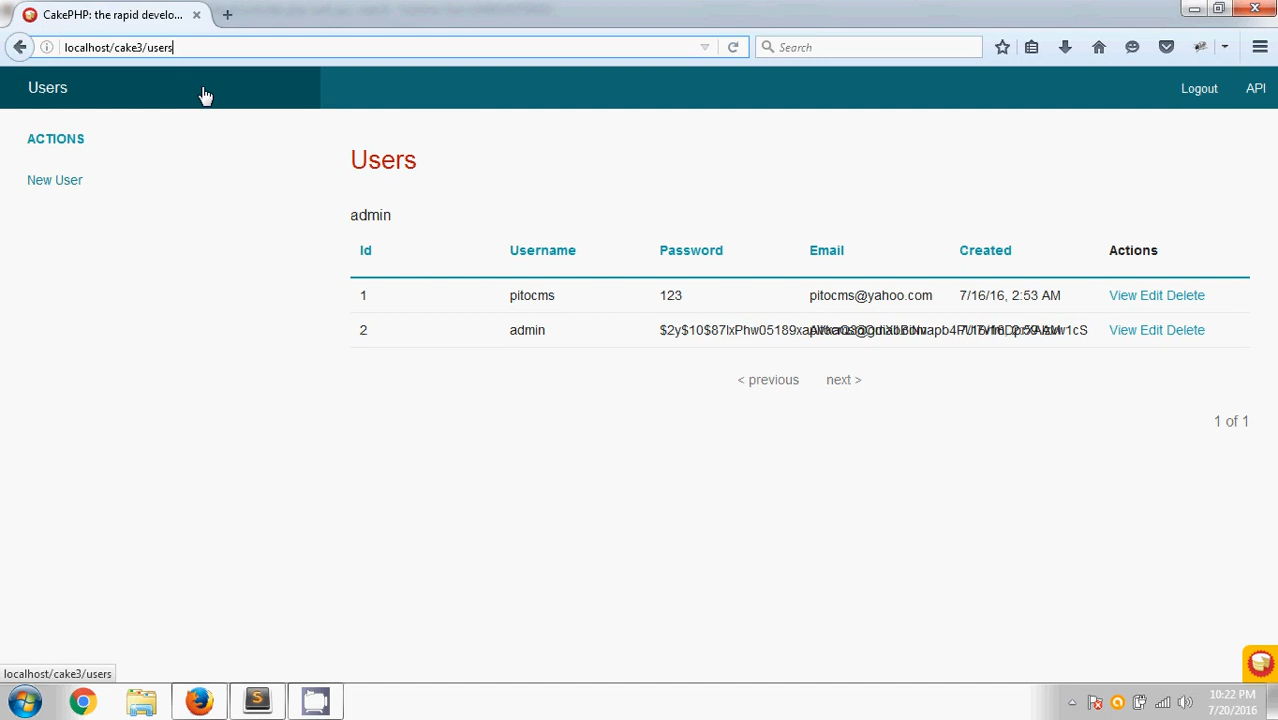 CakePHP: the rapid develo...
localhost/cake3/users
Search
Users
Logout
API
ACTIONS
New User
Users
admin
Id Username Password Email Created Actions
1 pitocms 123 pitocms@yahoo.com 7/16/16, 2:53 AM View Edit Delete
2 admin View Edit Delete
< previous next >
1 of 1
localhost/cake3/users
10:22 PM
7/20/2016